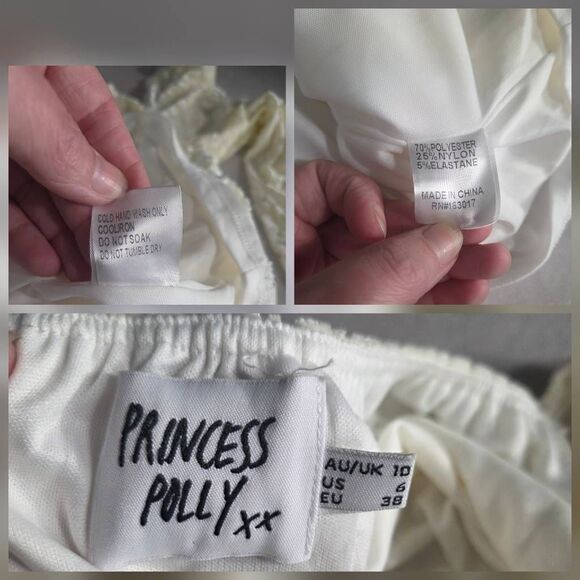 COLD HAND WASH ONLY
COOL IRON
DO NOT SOAK
DO NOT TUMBLE DRY
70%POLYESTER
25%NYLON
5%ELASTANE
MADE IN CHINA
RN#163017
PRINCESS
POLLY XX
AU/UK 10
US 6
EU 38